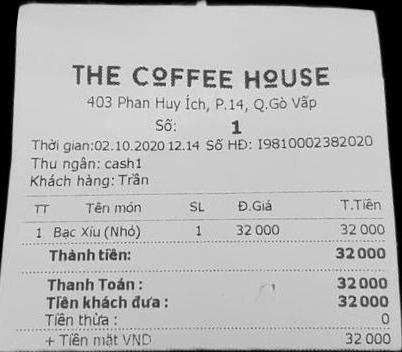 THE COFFEE HOUSE
403 Phan Huy Ích, P.14, Q.Gò Vấp
Số: 1
Thời gian:02.10.2020 12.14 Số HĐ: I9810002382020
Thu ngân: cash1
Khách hàng: Trần
TT Tên món SL Đ.Giá T.Tiền
1 Bạc Xíu (Nhỏ) 1 32 000 32 000
Thành tiền: 32 000
Thanh Toán : 32 000
Tiền khách đưa : 32 000
Tiền thừa : 0
+ Tiền mặt VND 32 000